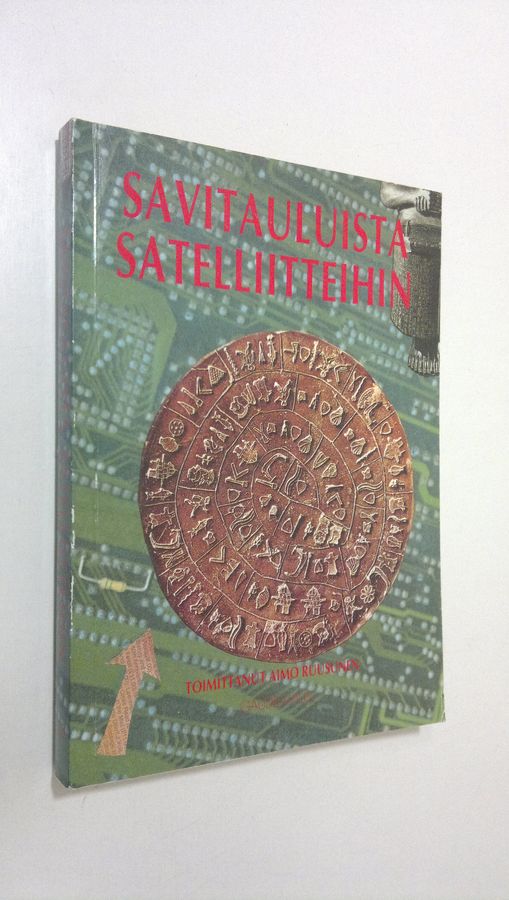 SAVITAULUISTA
SATELLIITTEIHIN
TOIMITTANUT AIMO RUUSUNEN